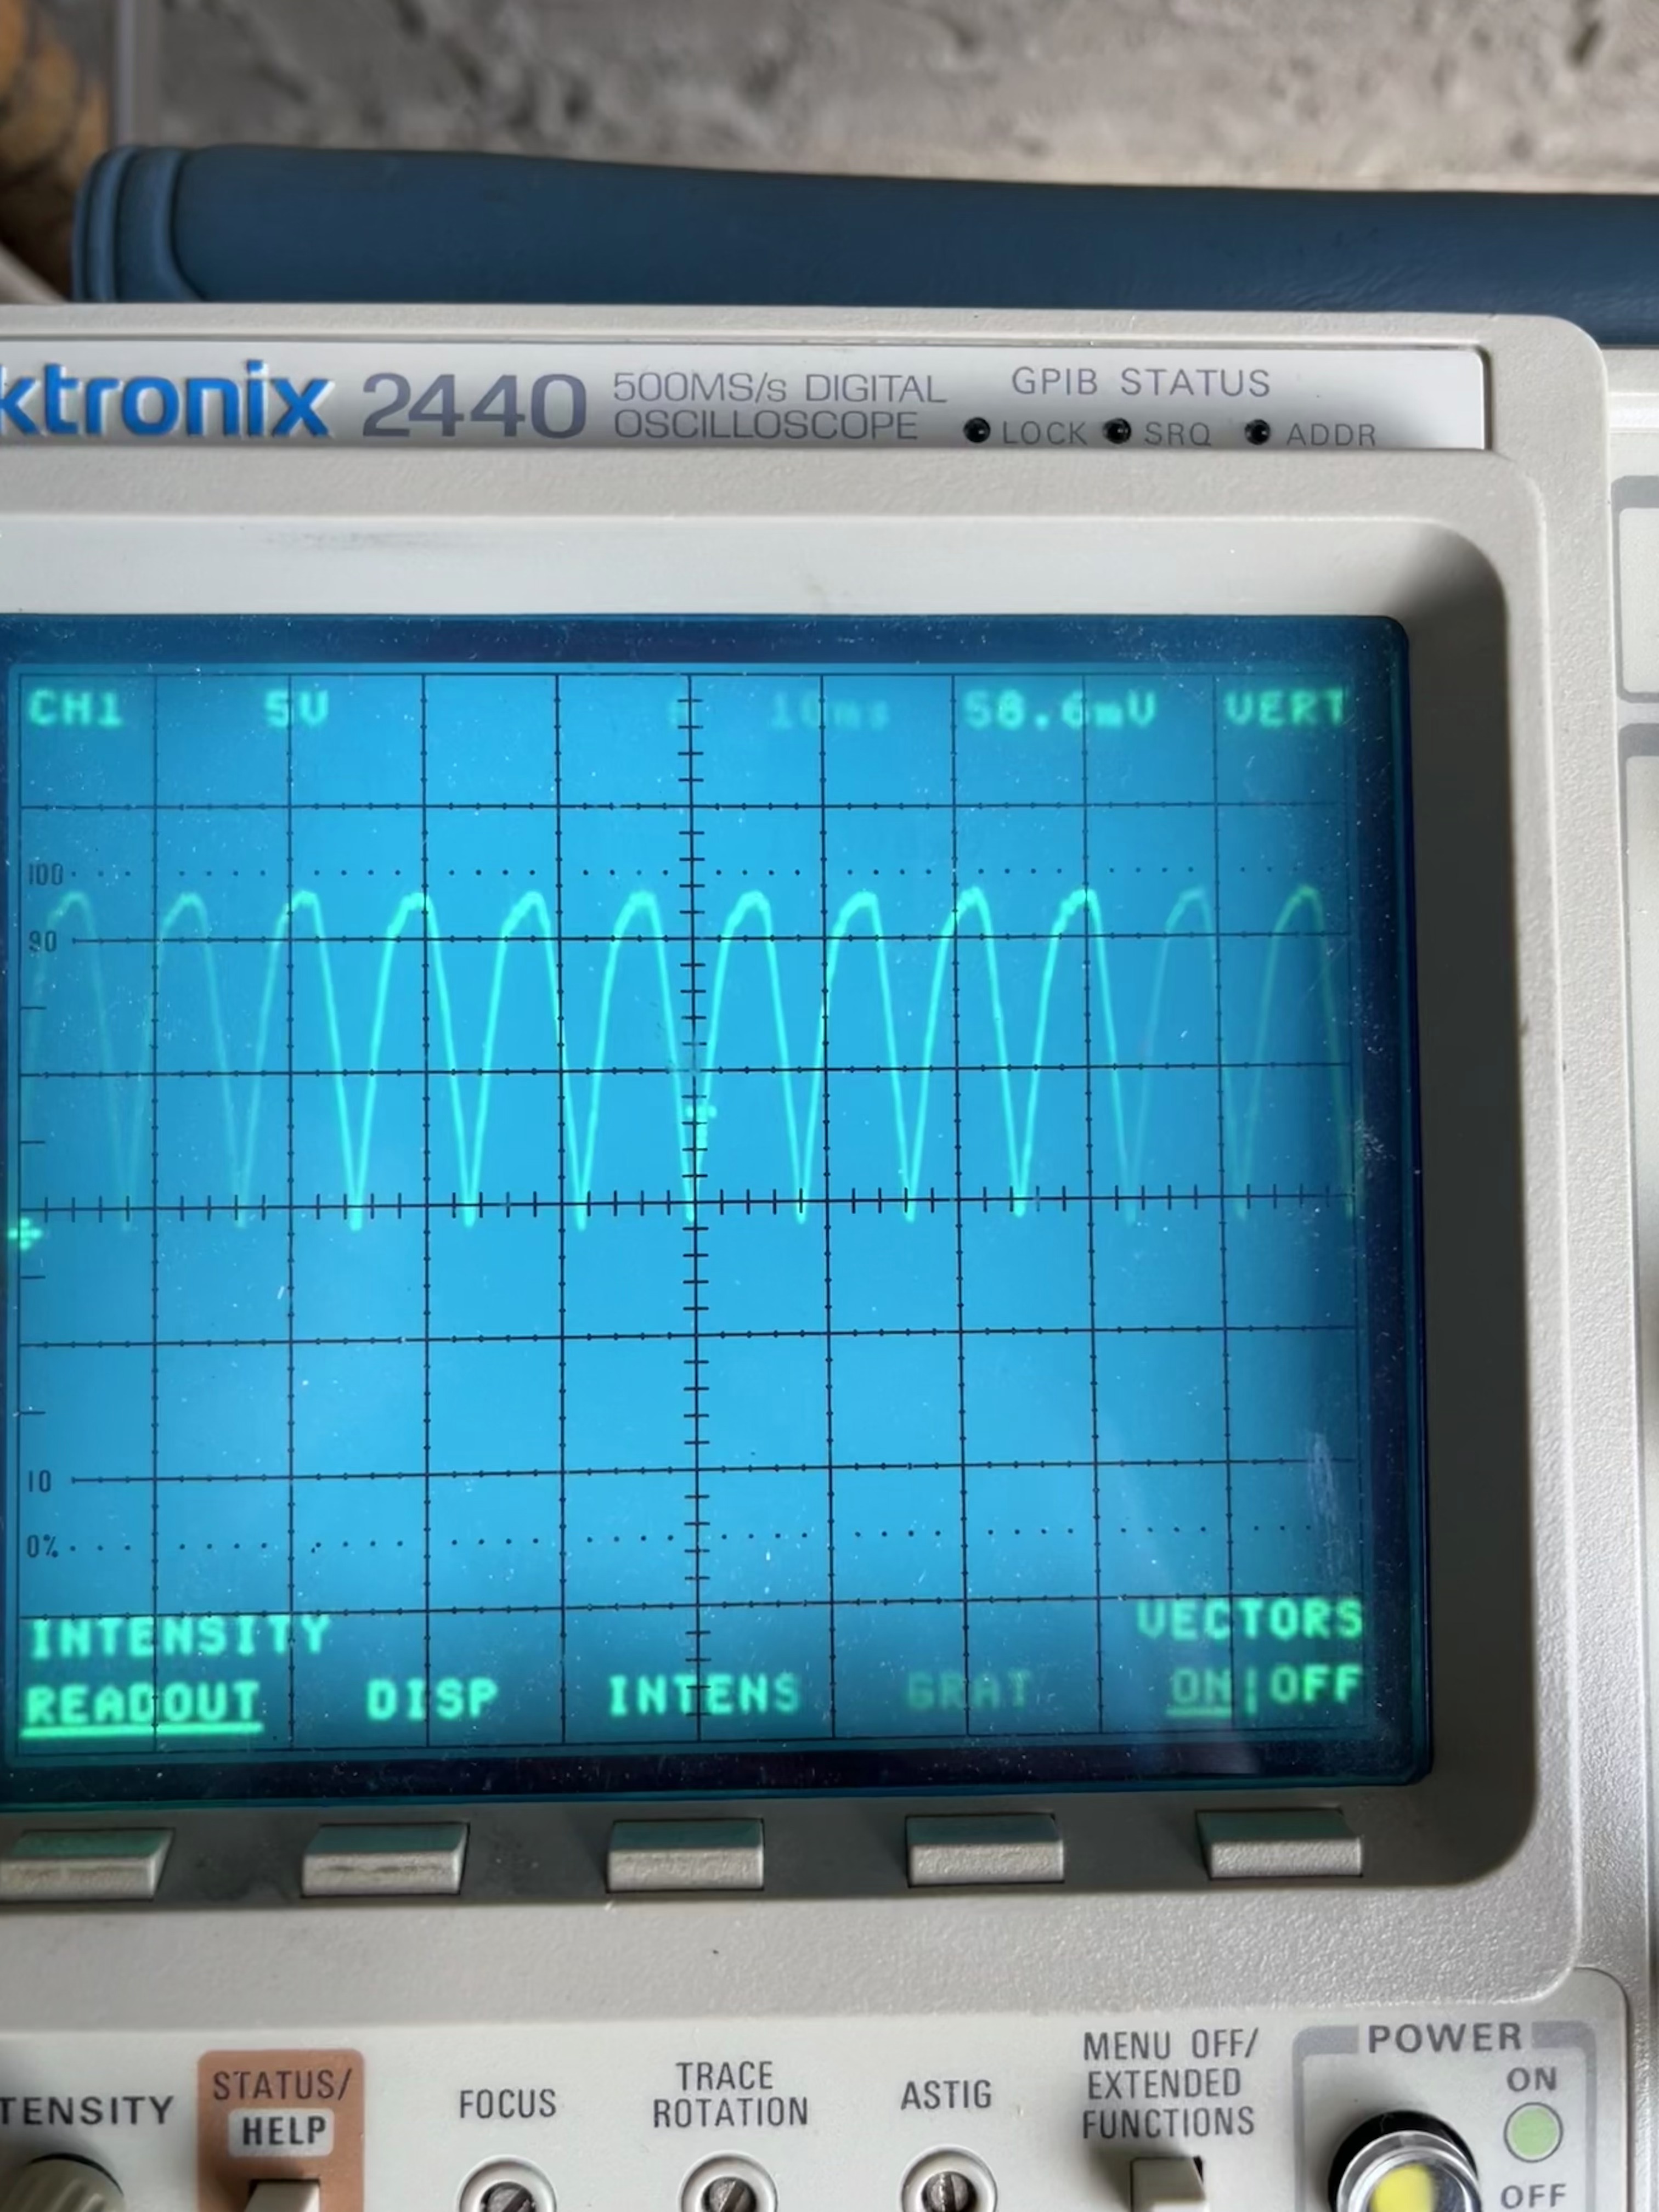 ktronix 2440 500MS/s DIGITAL OSCILLOSCOPE
GPIB STATUS
LOCK SRQ ADDR
CH1 5V 10ms 58.6mV VERT
100
90
10
0%
INTENSITY
VECTORS
READOUT DISP INTENS GRAT ON|OFF
TENSITY
STATUS/
HELP
FOCUS
TRACE
ROTATION
ASTIG
MENU OFF/
EXTENDED
FUNCTIONS
POWER
ON
OFF